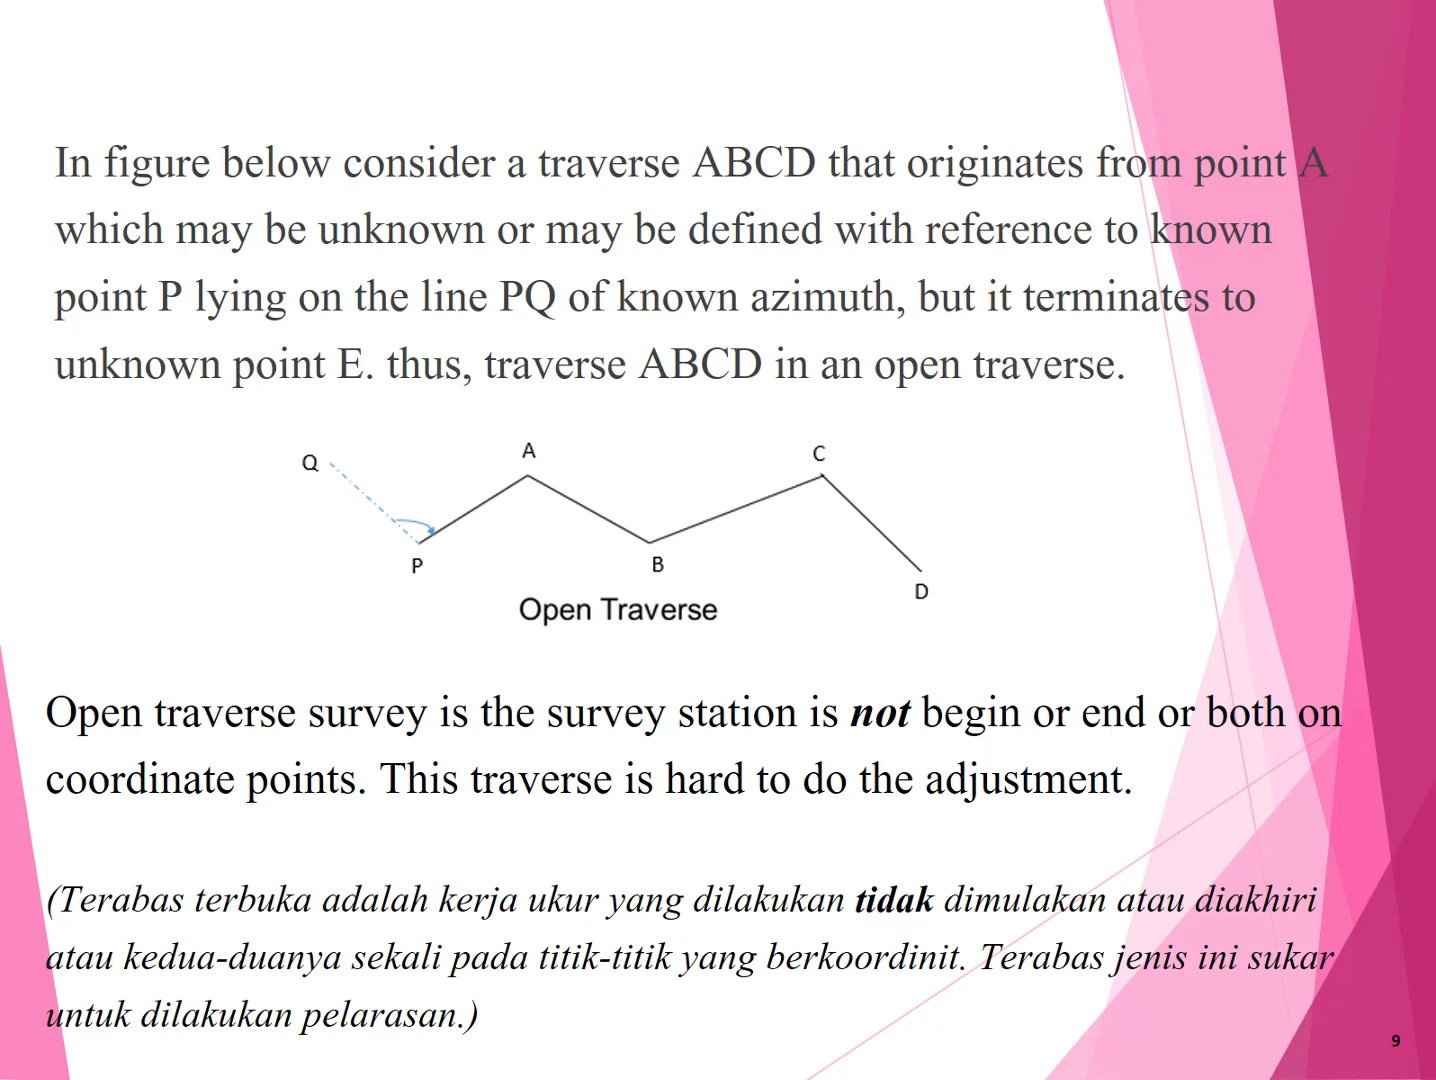 In figure below consider a traverse ABCD that originates from point A
which may be unknown or may be defined with reference to known
point P lying on the line PQ of known azimuth, but it terminates to
unknown point E. thus, traverse ABCD in an open traverse.
A
C
Q
P
B
D
Open Traverse
Open traverse survey is the survey station is not begin or end or both on
coordinate points. This traverse is hard to do the adjustment.
(Terabas terbuka adalah kerja ukur yang dilakukan tidak dimulakan atau diakhiri
atau kedua-duanya sekali pada titik-titik yang berkoordinit. Terabas jenis ini sukar
untuk dilakukan pelarasan.)
9